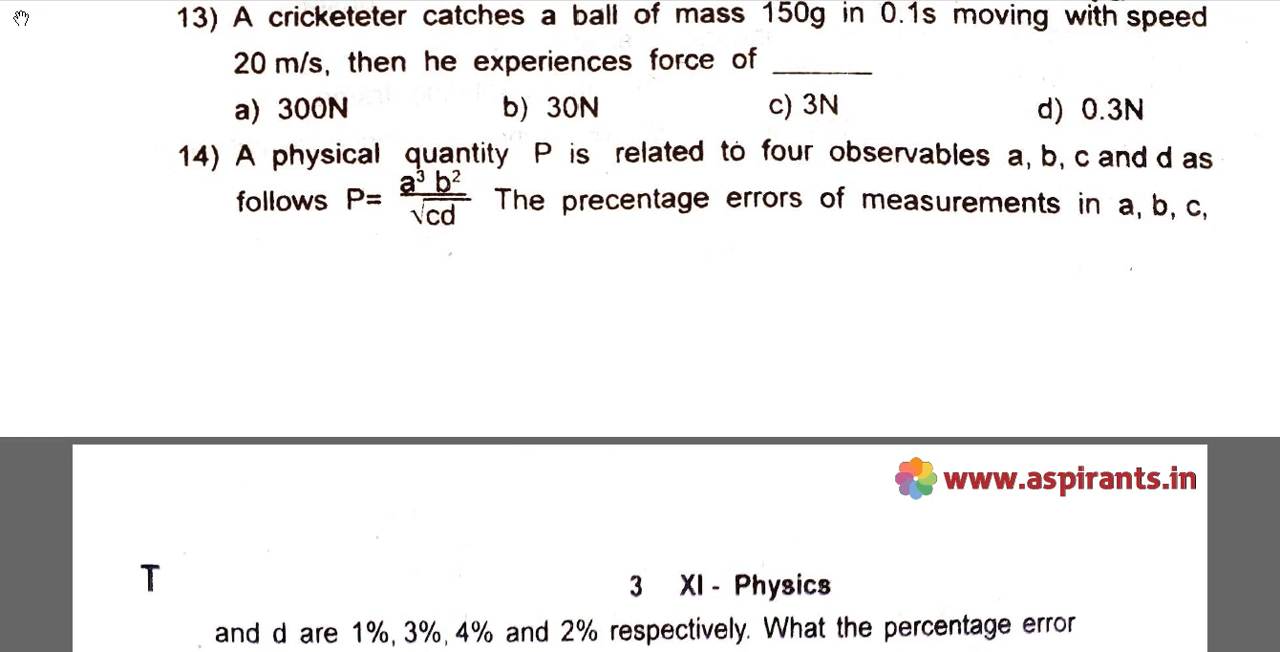 13) A cricketeter catches a ball of mass 150g in 0.1s moving with speed
20 m/s, then he experiences force of ______
a) 300N b) 30N c) 3N d) 0.3N
14) A physical quantity P is related to four observables a, b, c and d as
follows P= a³ b² / √cd The precentage errors of measurements in a, b, c,
www.aspirants.in
T 3 XI - Physics
and d are 1%, 3%, 4% and 2% respectively. What the percentage error